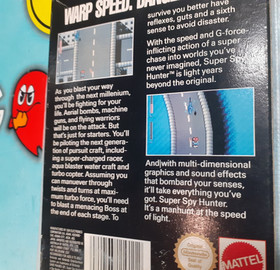 WARP SPEED.
survive you better have
reflexes, guts and a sixth
sense to avoid disaster.
With the speed and G-force-
inflicting action of a super
chase into worlds you've
never imagined, Super Spy
Hunter™ is light years
beyond the original.
As you blast your way
through the next millenium,
you'll be fighting for your
life. Aerial bombs, machine
guns, and flying warriors
will be on the attack. But
that's just for starters. You'll
be piloting the next genera-
tion of pursuit craft, includ-
ing a super-charged racer,
aqua blaster water craft and
turbo copter. Assuming you
can maneuver through
twists and turns at maxi-
mum turbo force, you'll need
to blast a menacing Boss at
the end of each stage. To
And with multi-dimensional
graphics and sound effects
that bombard your senses,
it'll take everything you've
got. Super Spy Hunter.
It's a manhunt at the speed
of light.
MATTEL